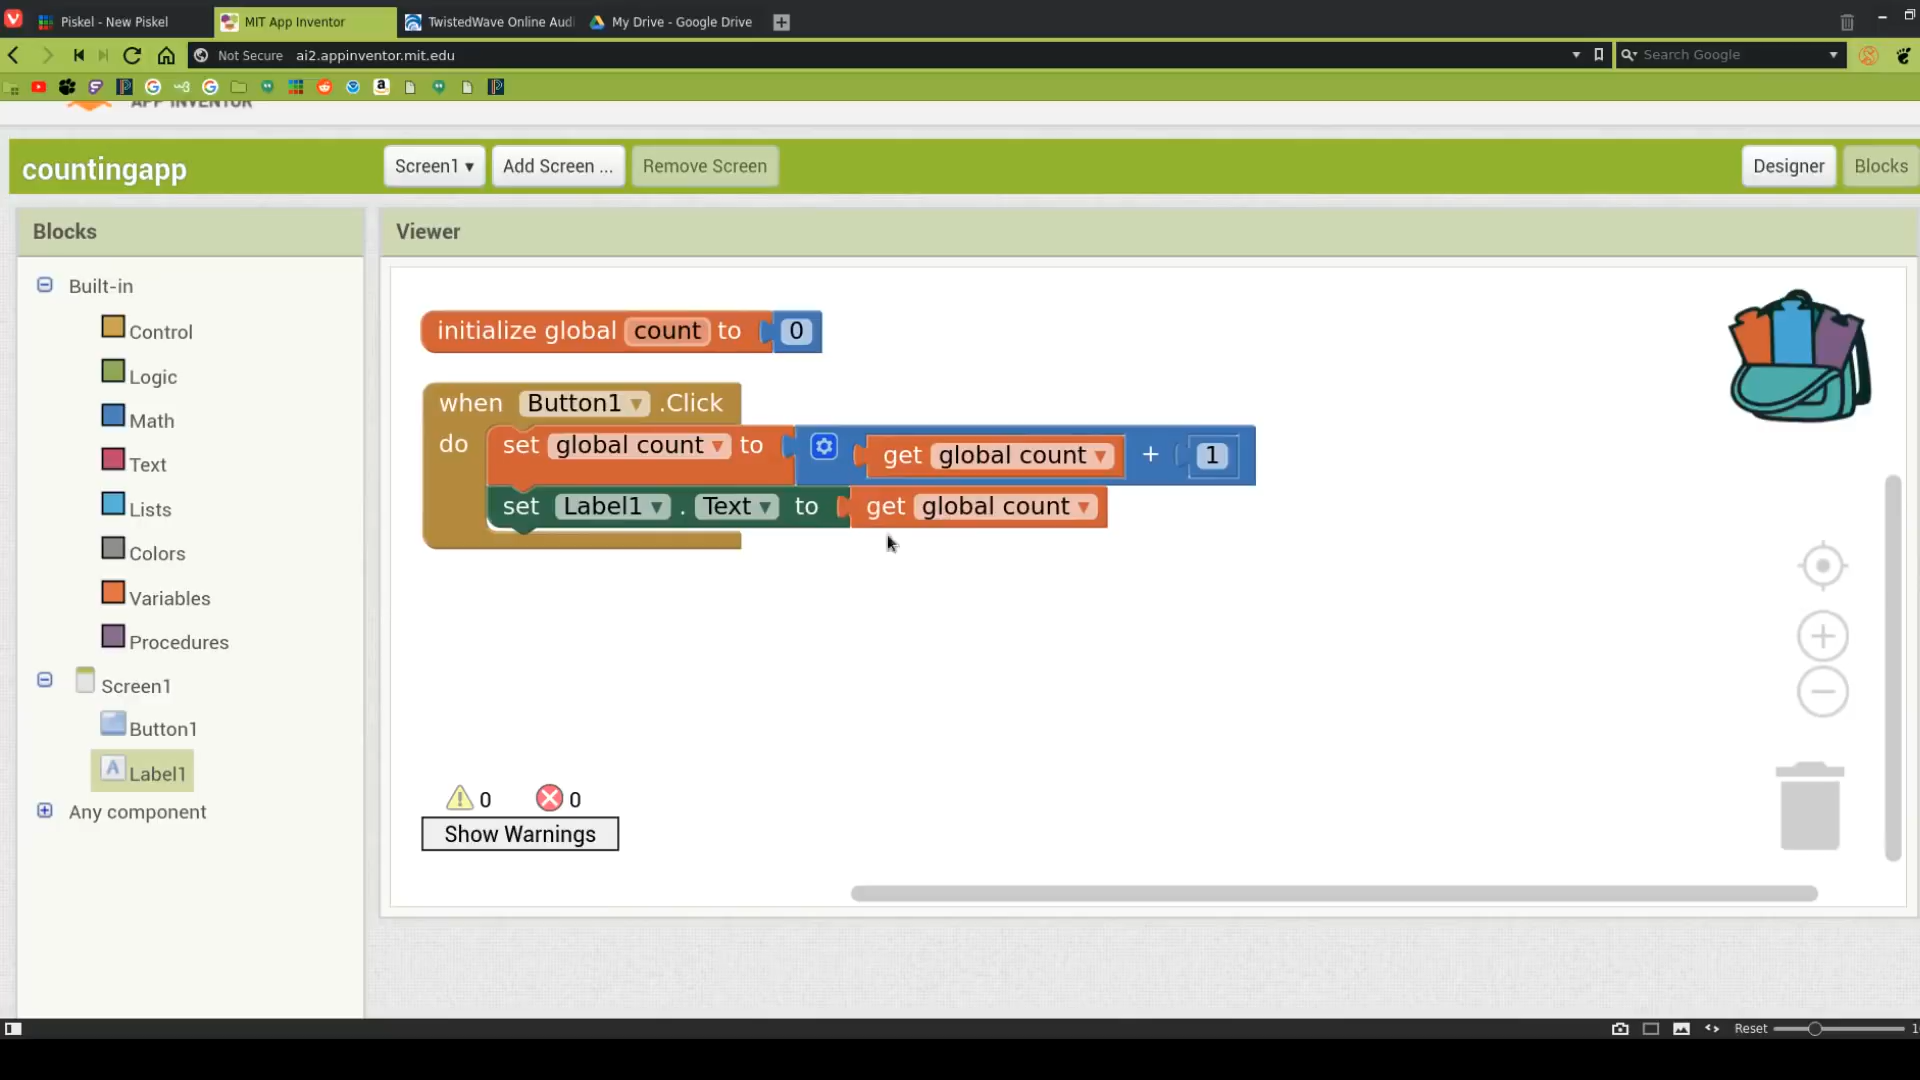 Piskel - New Piskel
MIT App Inventor
TwistedWave Online Audi
My Drive - Google Drive
Not Secure ai2.appinventor.mit.edu
Search Google
APP INVENTOR
countingapp
Screen1 ▾
Add Screen ...
Remove Screen
Designer
Blocks
Blocks
Viewer
Built-in
Control
Logic
Math
Text
Lists
Colors
Variables
Procedures
Screen1
Button1
Label1
Any component
initialize global count to 0
when Button1 .Click
do set global count to get global count + 1
set Label1 . Text to get global count
0 0
Show Warnings
Reset